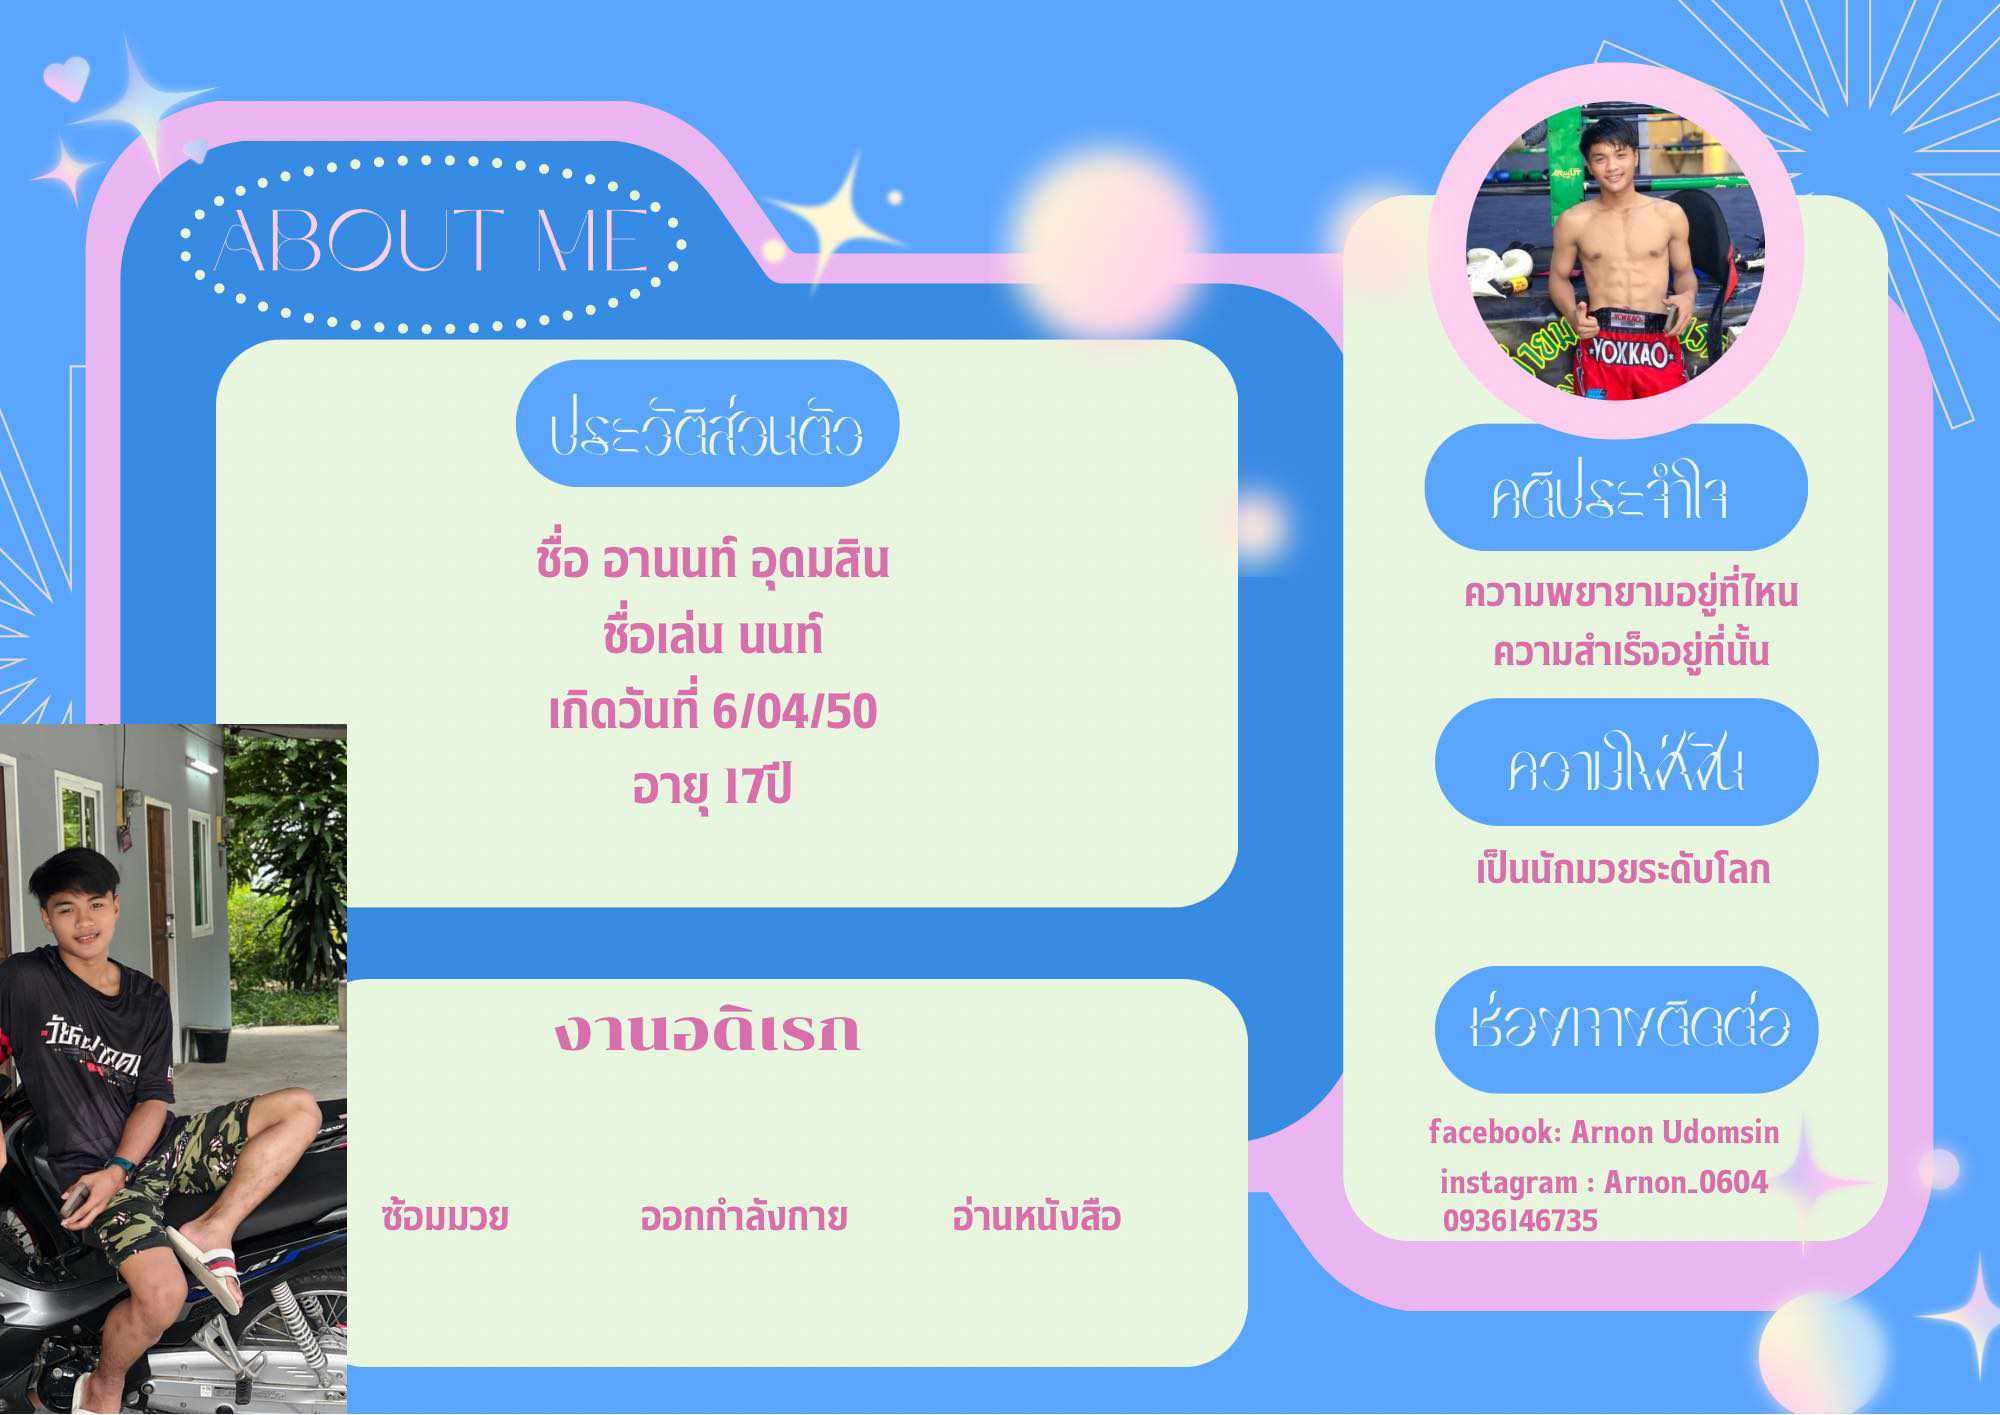 ABOUT ME
ประวัติส่วนตัว
ชื่อ อานนท์ อุดมสิน
ชื่อเล่น นนท์
เกิดวันที่ 6/04/50
อายุ 17ปี
งานอดิเรก
ซ้อมมวย ออกกำลังกาย อ่านหนังสือ
YOKKAO
คติประจำใจ
ความพยายามอยู่ที่ไหน
ความสำเร็จอยู่ที่นั้น
ความใฝ่ฝัน
เป็นนักมวยระดับโลก
ช่องทางติดต่อ
facebook: Arnon Udomsin
instagram : Arnon_0604
0936146735